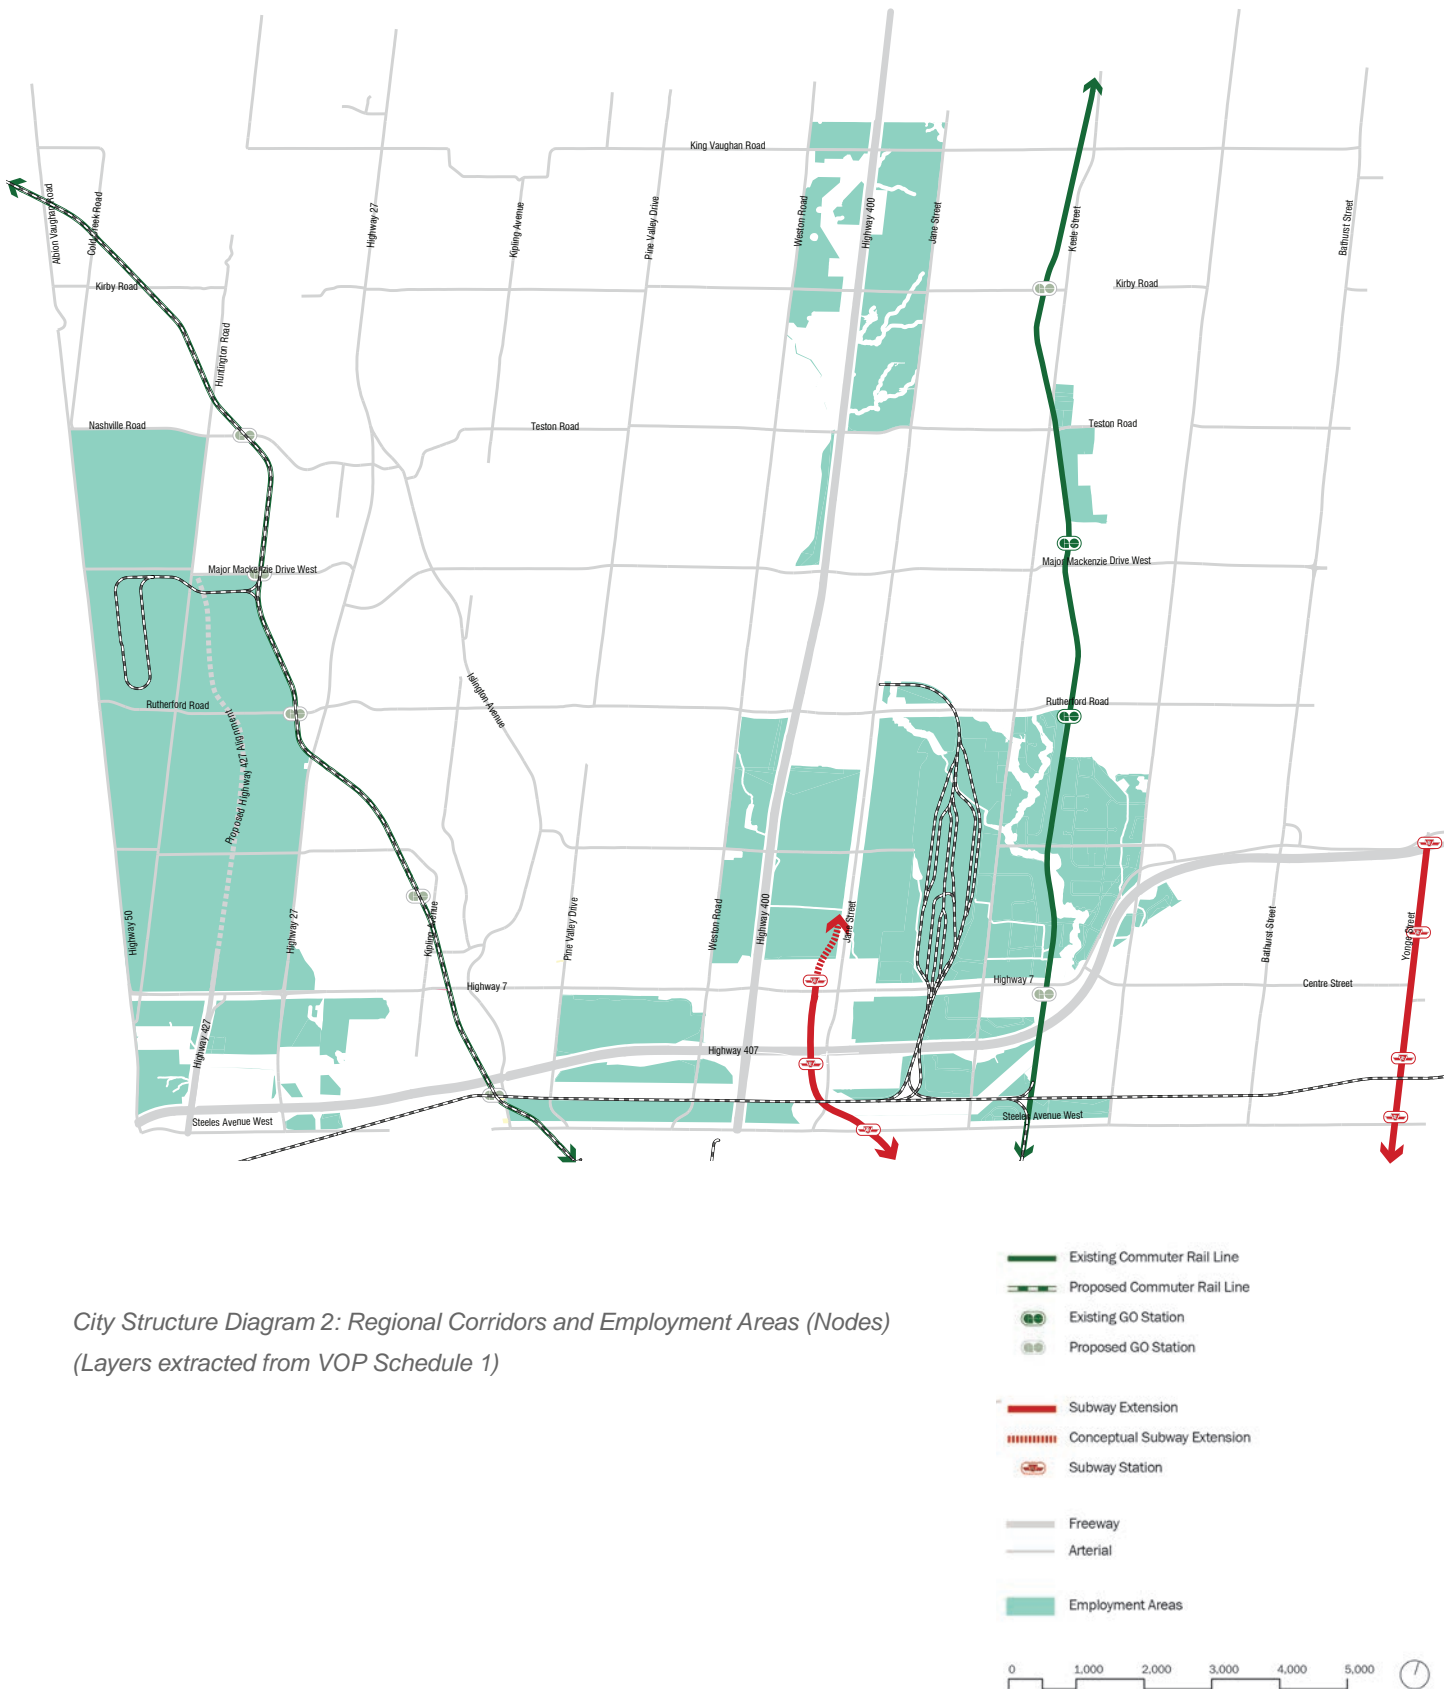 King Vaughan Road
Albion Vaughan Road
Cold Creek Road
Highway 27
Kipling Avenue
Pine Valley Drive
Weston Road
Highway 400
Jane Street
Keele Street
Bathurst Street
Kirby Road
Kirby Road
Huntington Road
Nashville Road
Teston Road
Teston Road
Major Mackenzie Drive West
Major Mackenzie Drive West
Rutherford Road
Islington Avenue
Rutherford Road
Proposed Highway 427 Alignment
Highway 50
Highway 27
Kipling Avenue
Pine Valley Drive
Weston Road
Highway 400
Jane Street
Bathurst Street
Yonge Street
Highway 7
Highway 7
Centre Street
Highway 427
Highway 407
Steeles Avenue West
Steeles Avenue West
City Structure Diagram 2: Regional Corridors and Employment Areas (Nodes)
(Layers extracted from VOP Schedule 1)
Existing Commuter Rail Line
Proposed Commuter Rail Line
Existing GO Station
Proposed GO Station
Subway Extension
Conceptual Subway Extension
Subway Station
Freeway
Arterial
Employment Areas
0 1,000 2,000 3,000 4,000 5,000